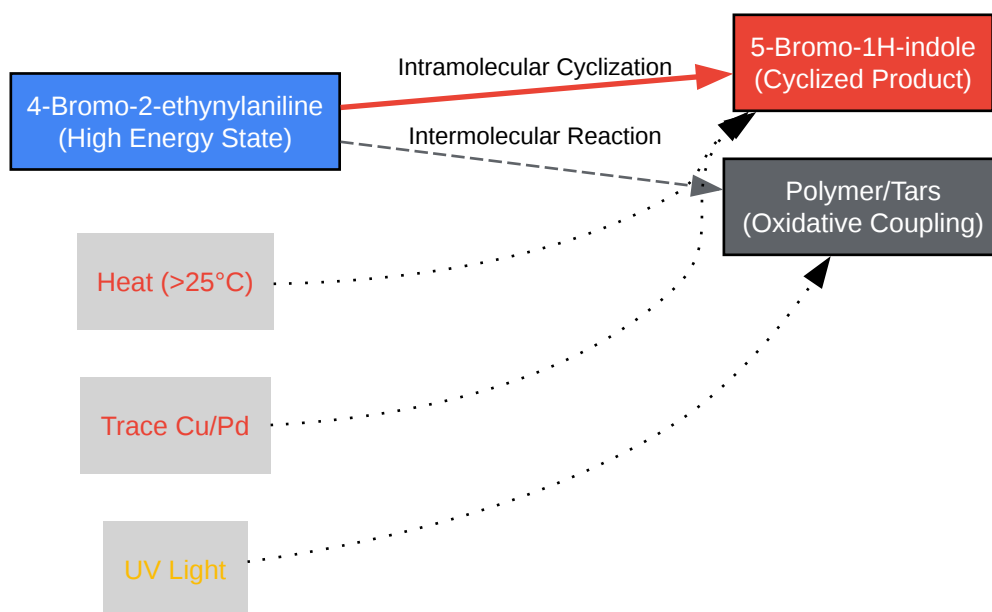 5-Bromo-1H-indole
(Cyclized Product)
Intramolecular Cyclization
4-Bromo-2-ethynylaniline
(High Energy State)
Intermolecular Reaction
Polymer/Tars
(Oxidative Coupling)
Heat (>25°C)
Trace Cu/Pd
UV Light